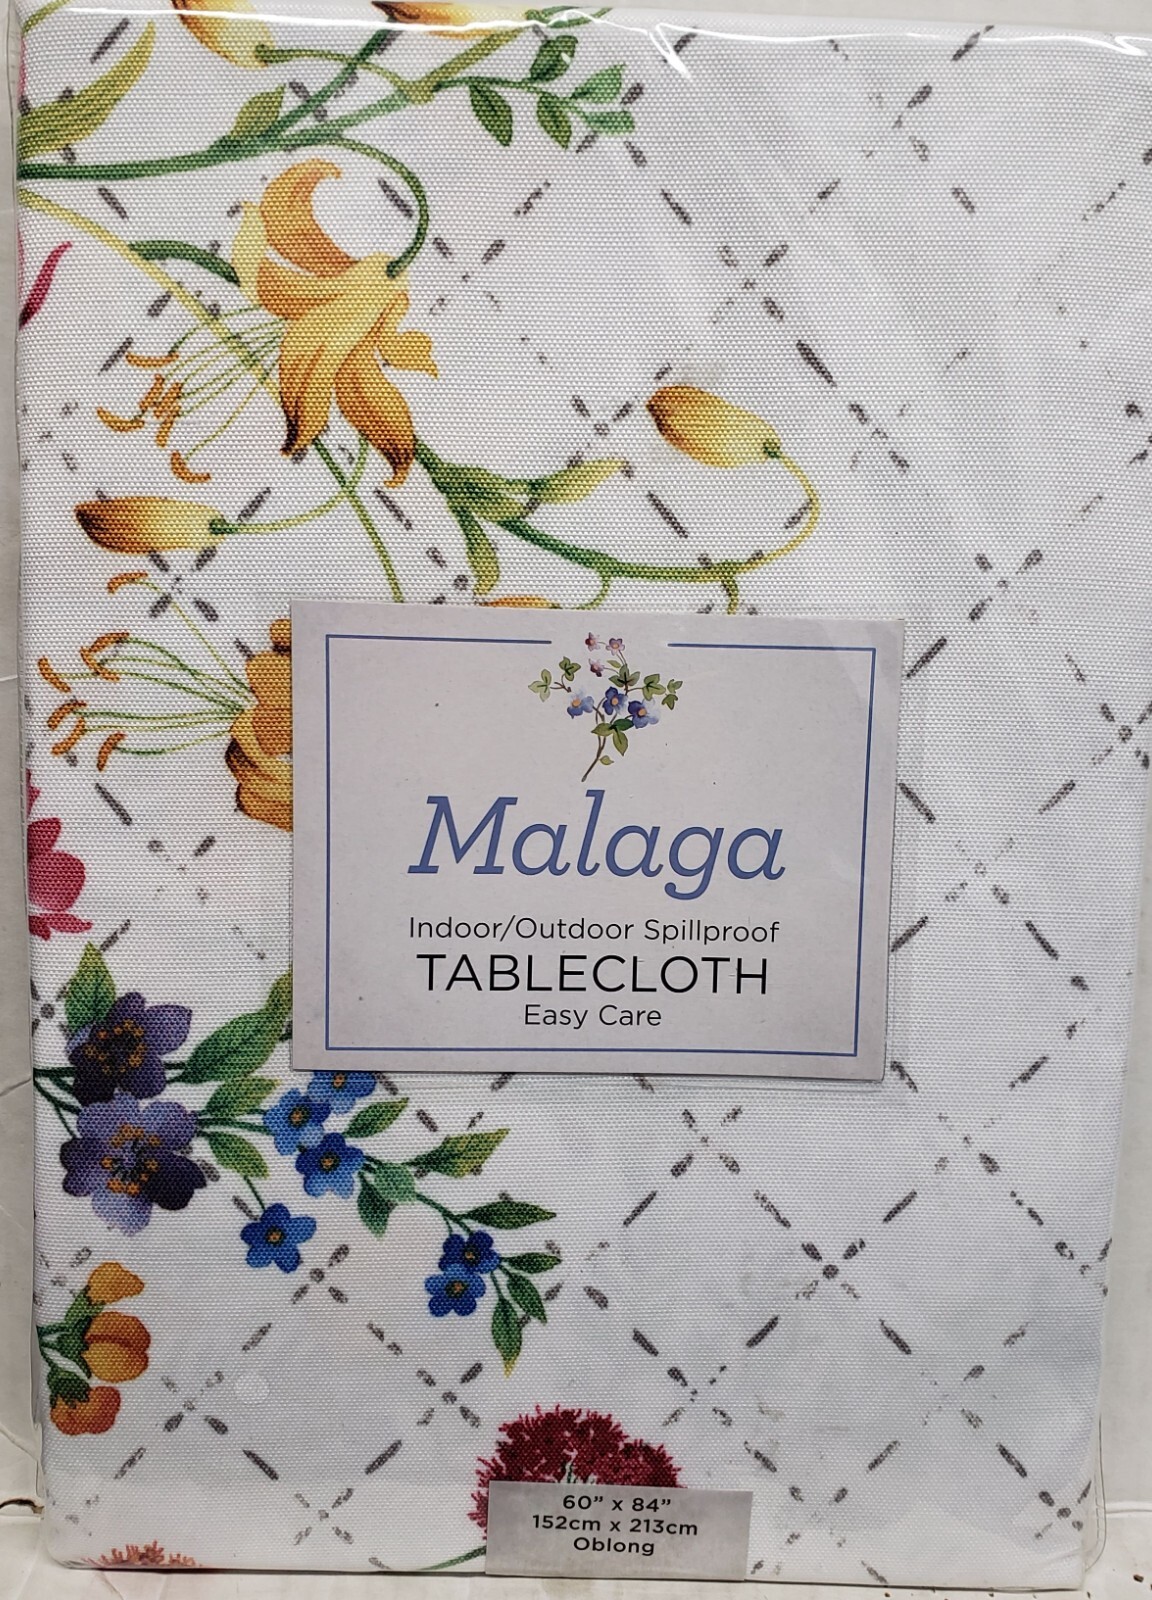 Malaga
Indoor/Outdoor Spillproof
TABLECLOTH
Easy Care
60” x 84”
152cm x 213cm
Oblong